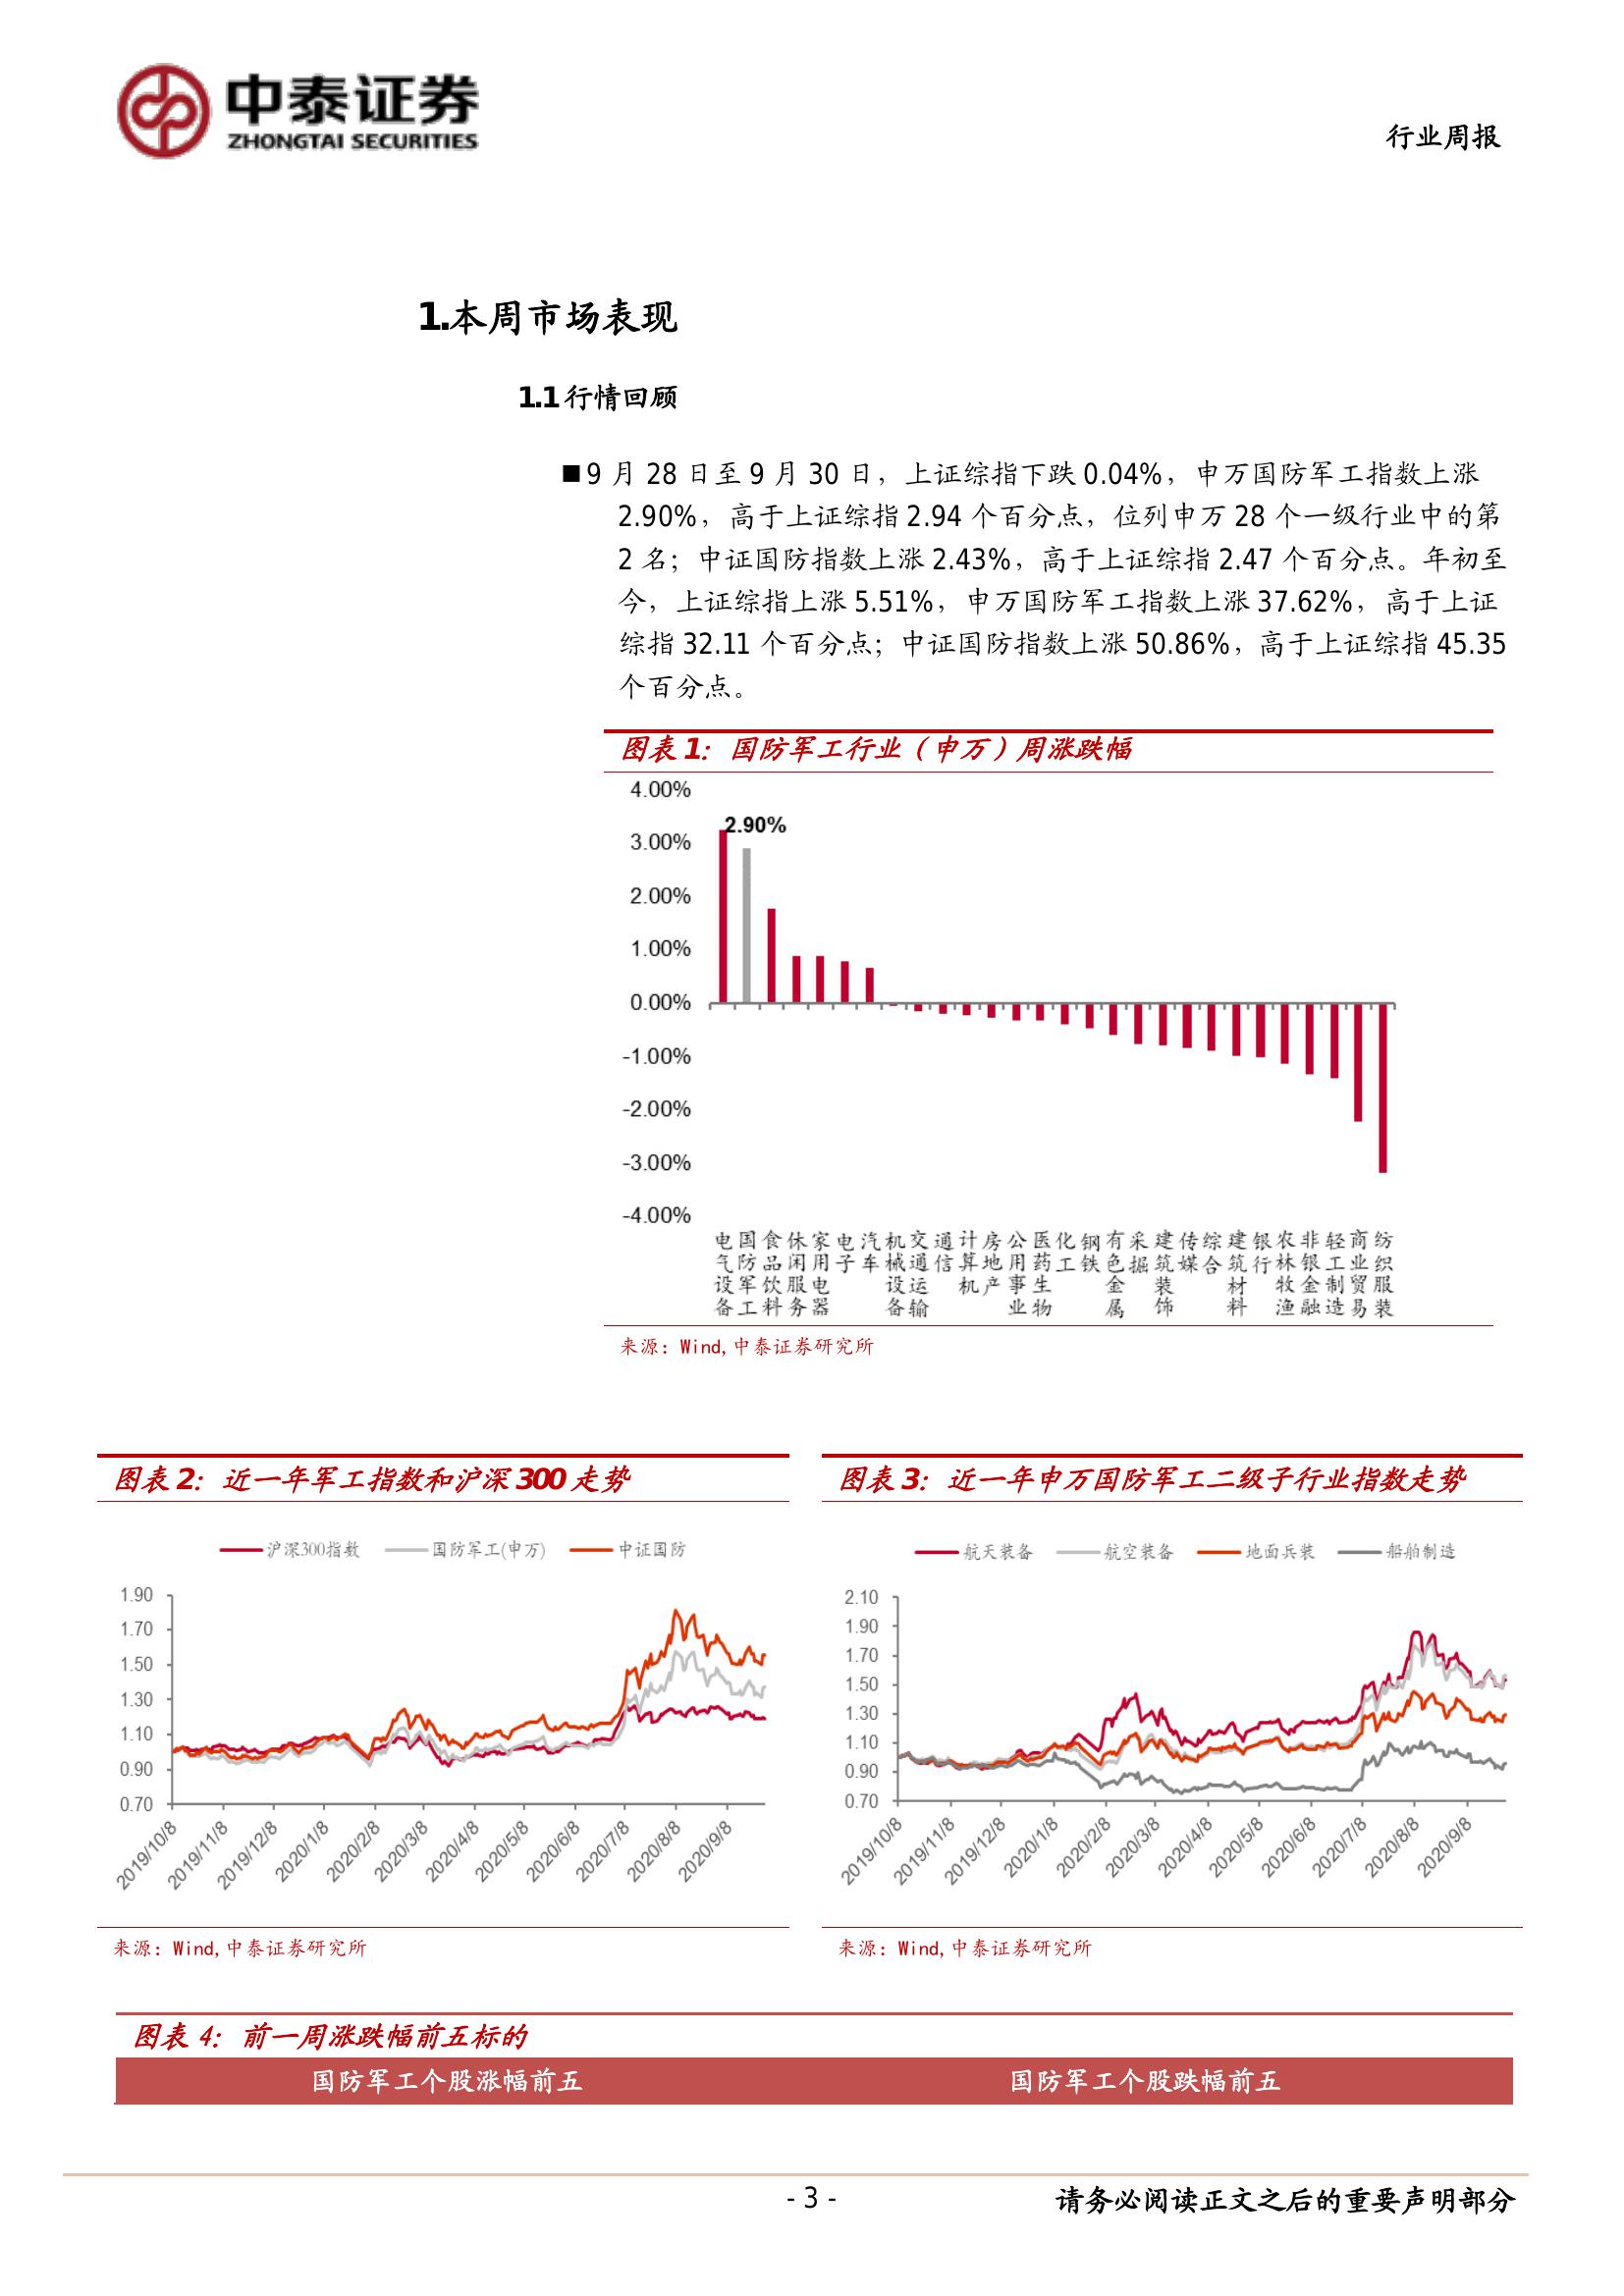 中泰证券
ZHONGTAI SECURITIES
行业周报
1.本周市场表现
1.1 行情回顾
■9 月 28 日至 9 月 30 日，上证综指下跌 0.04%，申万国防军工指数上涨
2.90%，高于上证综指 2.94 个百分点，位列申万 28 个一级行业中的第
2 名；中证国防指数上涨 2.43%，高于上证综指 2.47 个百分点。年初至
今，上证综指上涨 5.51%，申万国防军工指数上涨 37.62%，高于上证
综指 32.11 个百分点；中证国防指数上涨 50.86%，高于上证综指 45.35
个百分点。
图表 1：国防军工行业（申万）周涨跌幅
4.00%
3.00%
2.00%
1.00%
0.00%
-1.00%
-2.00%
-3.00%
-4.00%
2.90%
电气设备
国防军工
食品饮料
休闲服务
家用电器
电子
汽车
机械设备
交通运输
通信
计算机
房地产
公用事业
医药生物
化工
钢铁
有色金属
采掘
建筑装饰
传媒
综合
建筑材料
银行
农林牧渔
非银金融
轻工制造
商业贸易
纺织服装
来源：Wind,中泰证券研究所
图表 2：近一年军工指数和沪深 300 走势
沪深300指数 国防军工(申万) 中证国防
1.90
1.70
1.50
1.30
1.10
0.90
0.70
2019/10/8
2019/11/8
2019/12/8
2020/1/8
2020/2/8
2020/3/8
2020/4/8
2020/5/8
2020/6/8
2020/7/8
2020/8/8
2020/9/8
来源：Wind,中泰证券研究所
图表 3：近一年申万国防军工二级子行业指数走势
航天装备 航空装备 地面兵装 船舶制造
2.10
1.90
1.70
1.50
1.30
1.10
0.90
0.70
2019/10/8
2019/11/8
2019/12/8
2020/1/8
2020/2/8
2020/3/8
2020/4/8
2020/5/8
2020/6/8
2020/7/8
2020/8/8
2020/9/8
来源：Wind,中泰证券研究所
图表 4：前一周涨跌幅前五标的
国防军工个股涨幅前五 国防军工个股跌幅前五
- 3 -
请务必阅读正文之后的重要声明部分